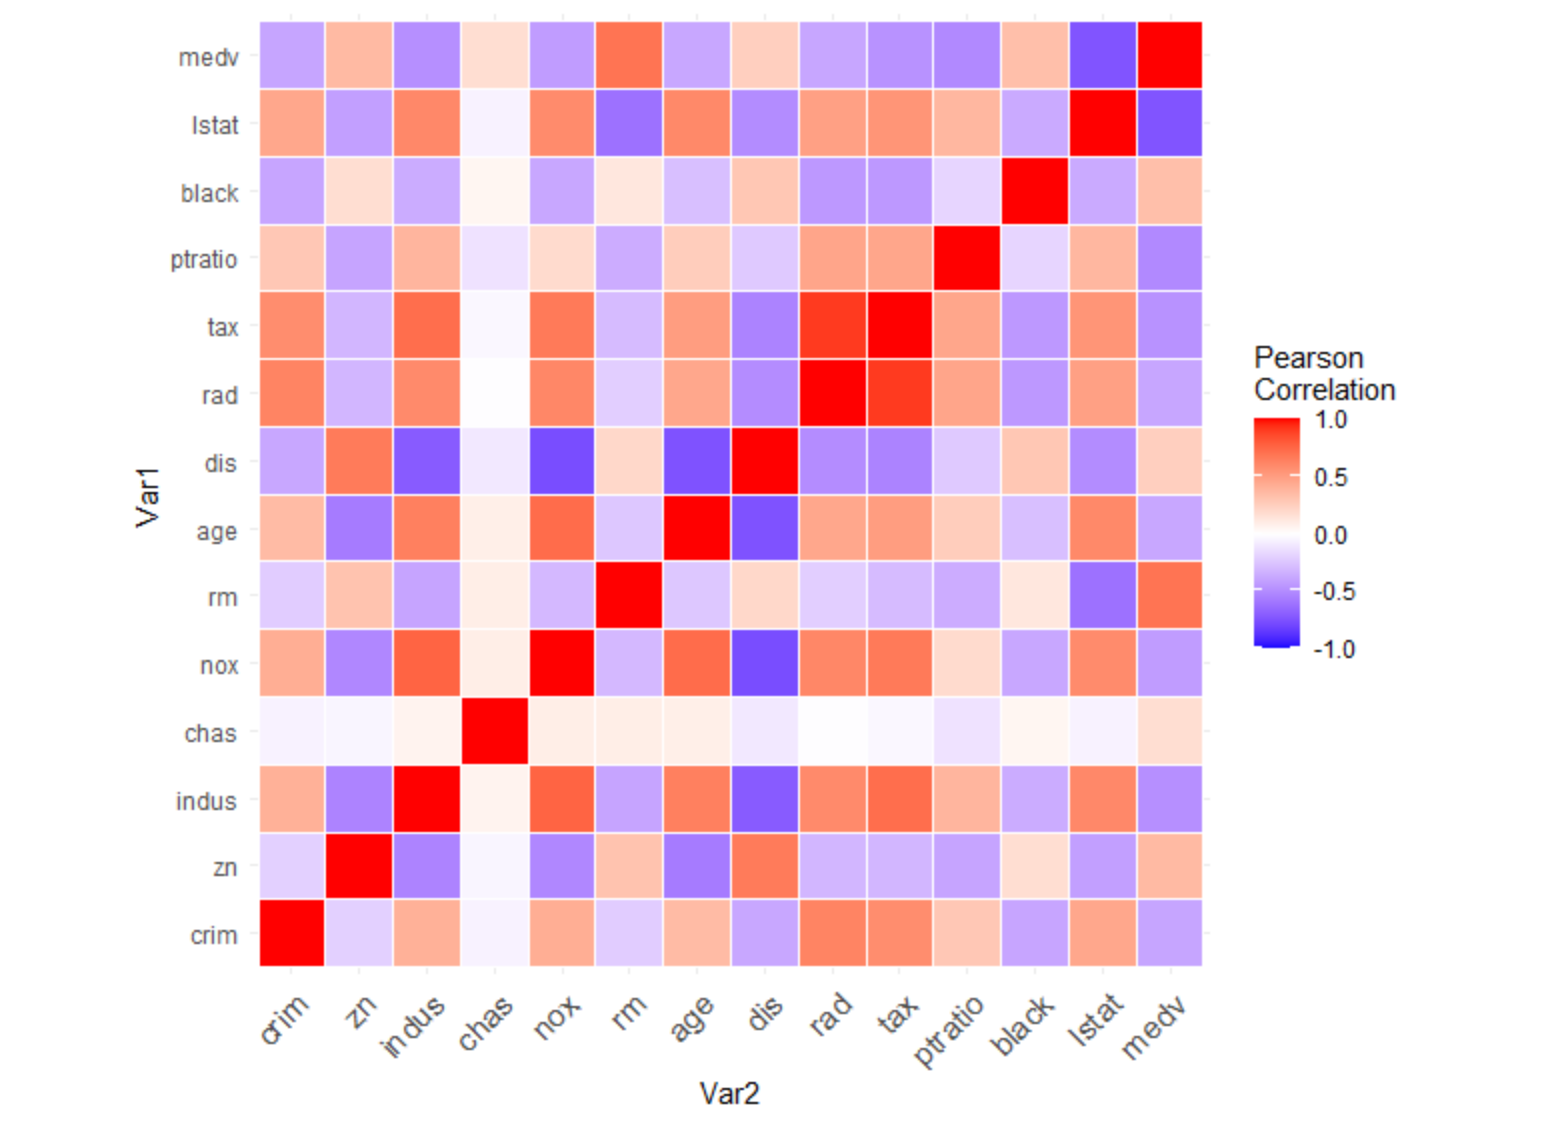 medv
lstat
black
ptratio
tax
rad
dis
age
rm
nox
chas
indus
zn
crim
Var1
crim zn indus chas nox rm age dis rad tax ptratio black lstat medv
Var2
Pearson
Correlation
1.0
0.5
0.0
-0.5
-1.0